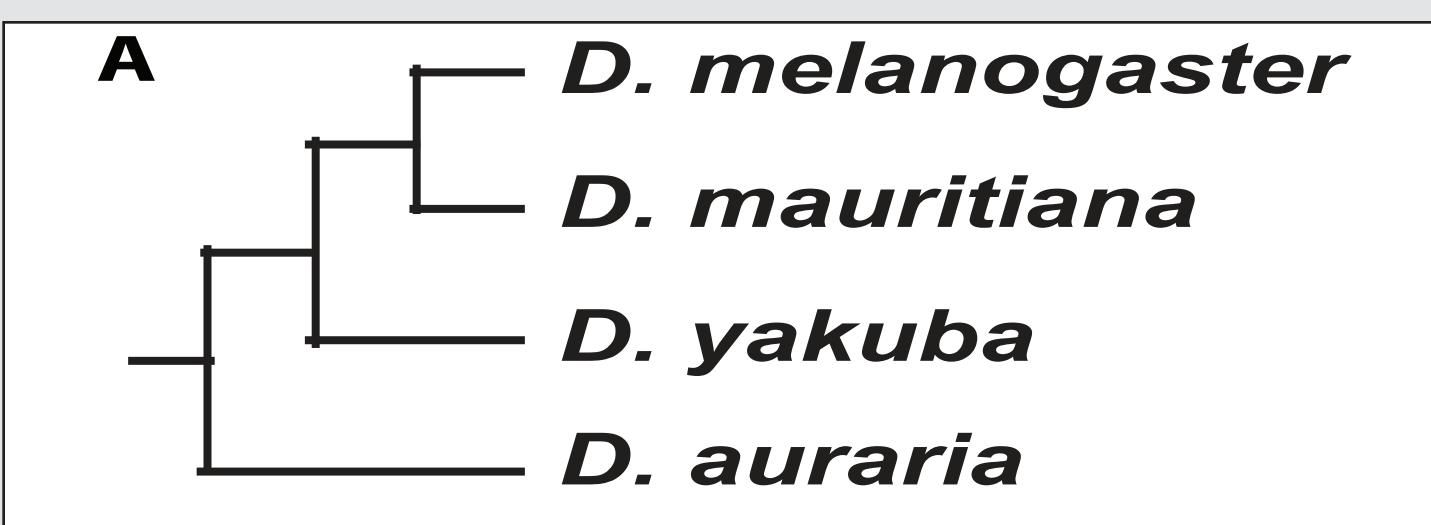 A
D. melanogaster
D. mauritiana
D. yakuba
D. auraria